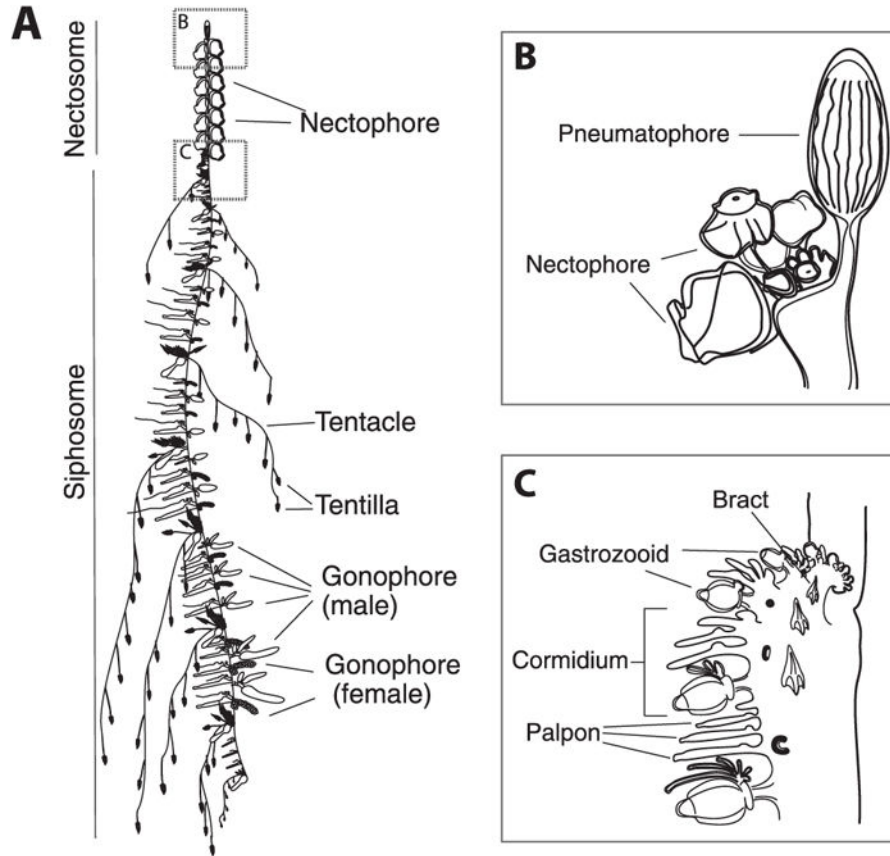 A
Nectosome
B
Nectophore
C
Siphosome
Tentacle
Tentilla
Gonophore
(male)
Gonophore
(female)
B
Pneumatophore
Nectophore
C
Bract
Gastrozooid
Cormidium
Palpon